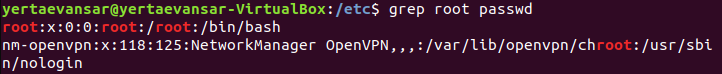 yertaevansar@yertaevansar-VirtualBox:/etc$ grep root passwd
root:x:0:0:root:/root:/bin/bash
nm-openvpn:x:118:125:NetworkManager OpenVPN,,,:/var/lib/openvpn/chroot:/usr/sbi
n/nologin